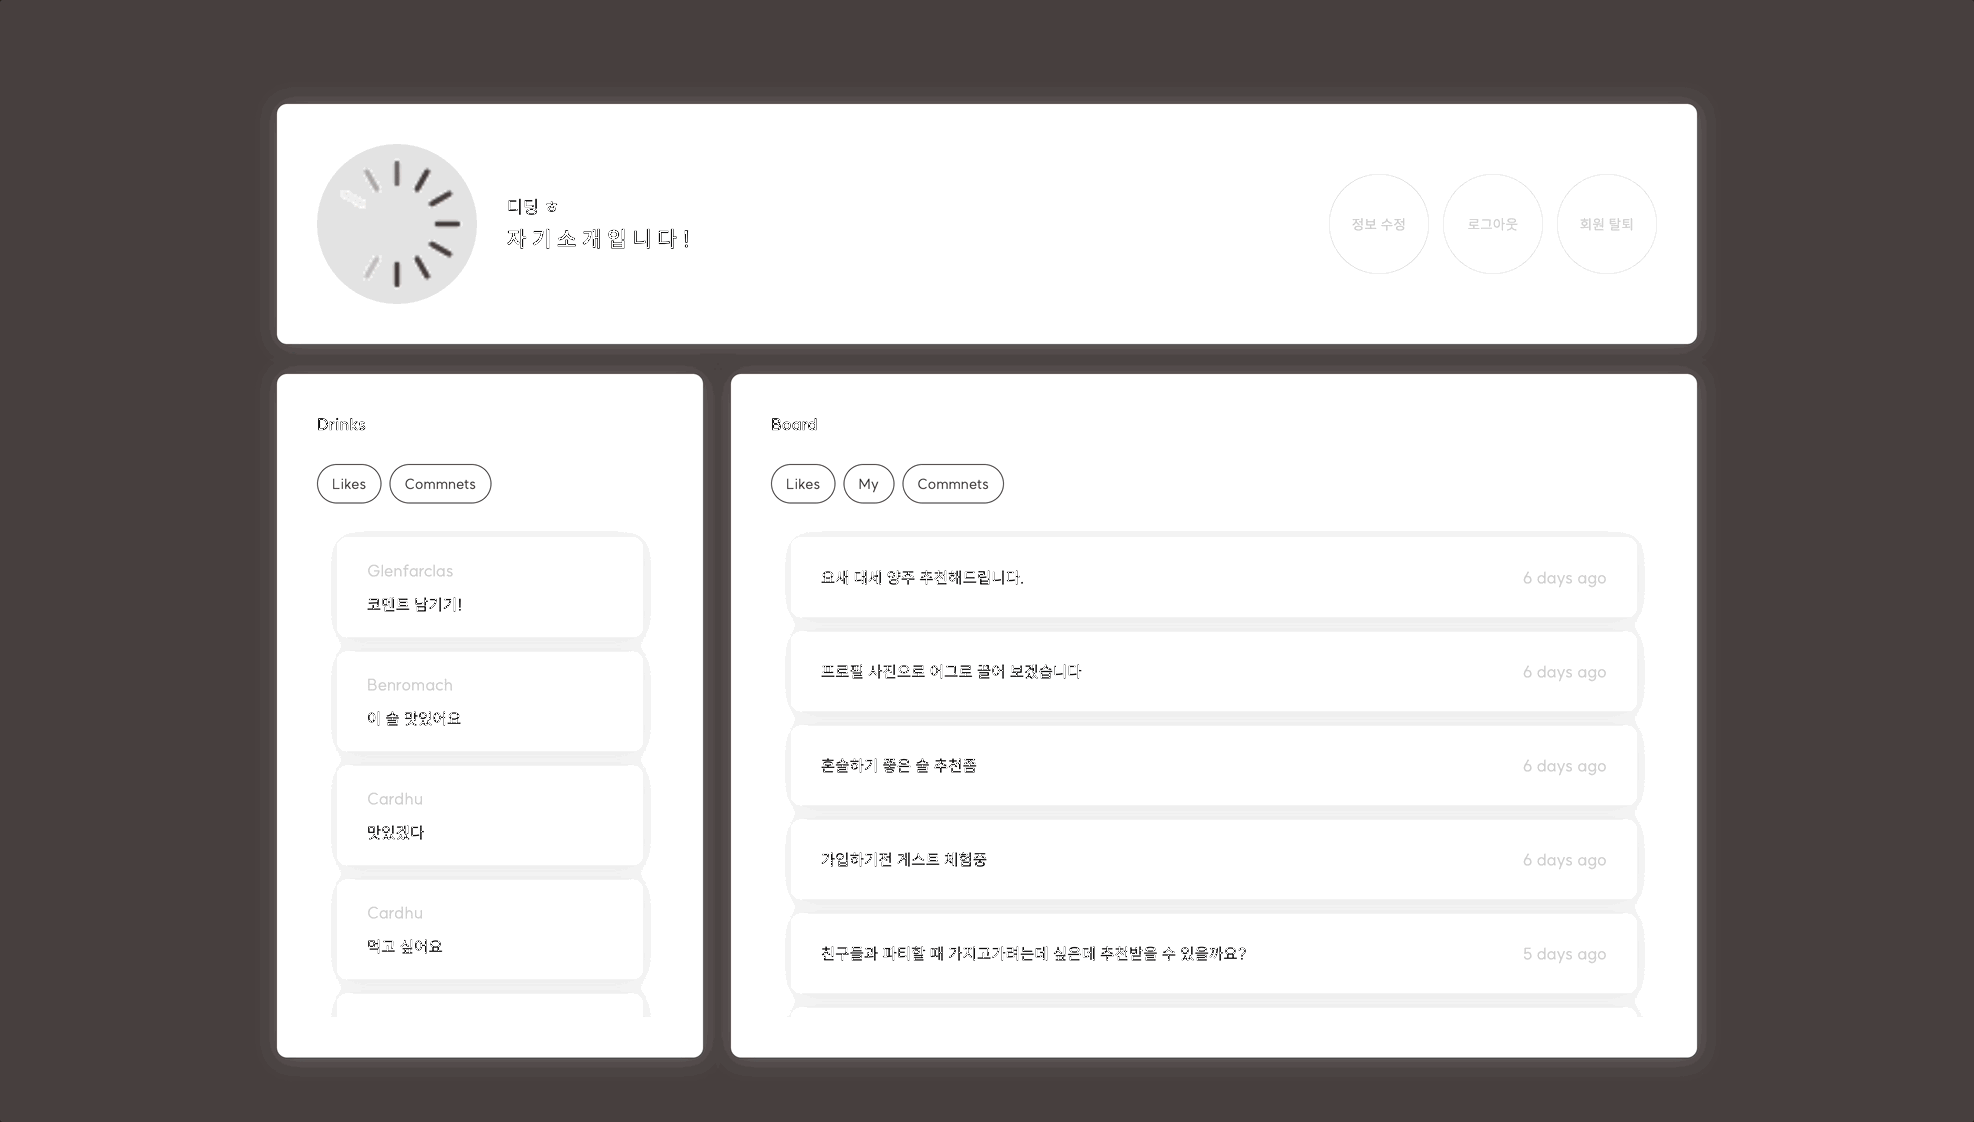 디덩 ㅎ
자기소개입니다!
정보 수정
로그아웃
회원 탈퇴
Drinks
Likes
Commnets
Glenfarclas
코멘트 남기기!
Benromach
이 술 맛있어요
Cardhu
맛있겠다
Cardhu
먹고 싶어요
Board
Likes
My
Commnets
요새 대세 양주 추천해드립니다.
6 days ago
프로필 사진으로 어그로 끌어 보겠습니다
6 days ago
혼술하기 좋은 술 추천좀
6 days ago
가입하기전 게스트 체험중
6 days ago
친구들과 파티할 때 가지고가려는데 싶은데 추천받을 수 있을까요?
5 days ago